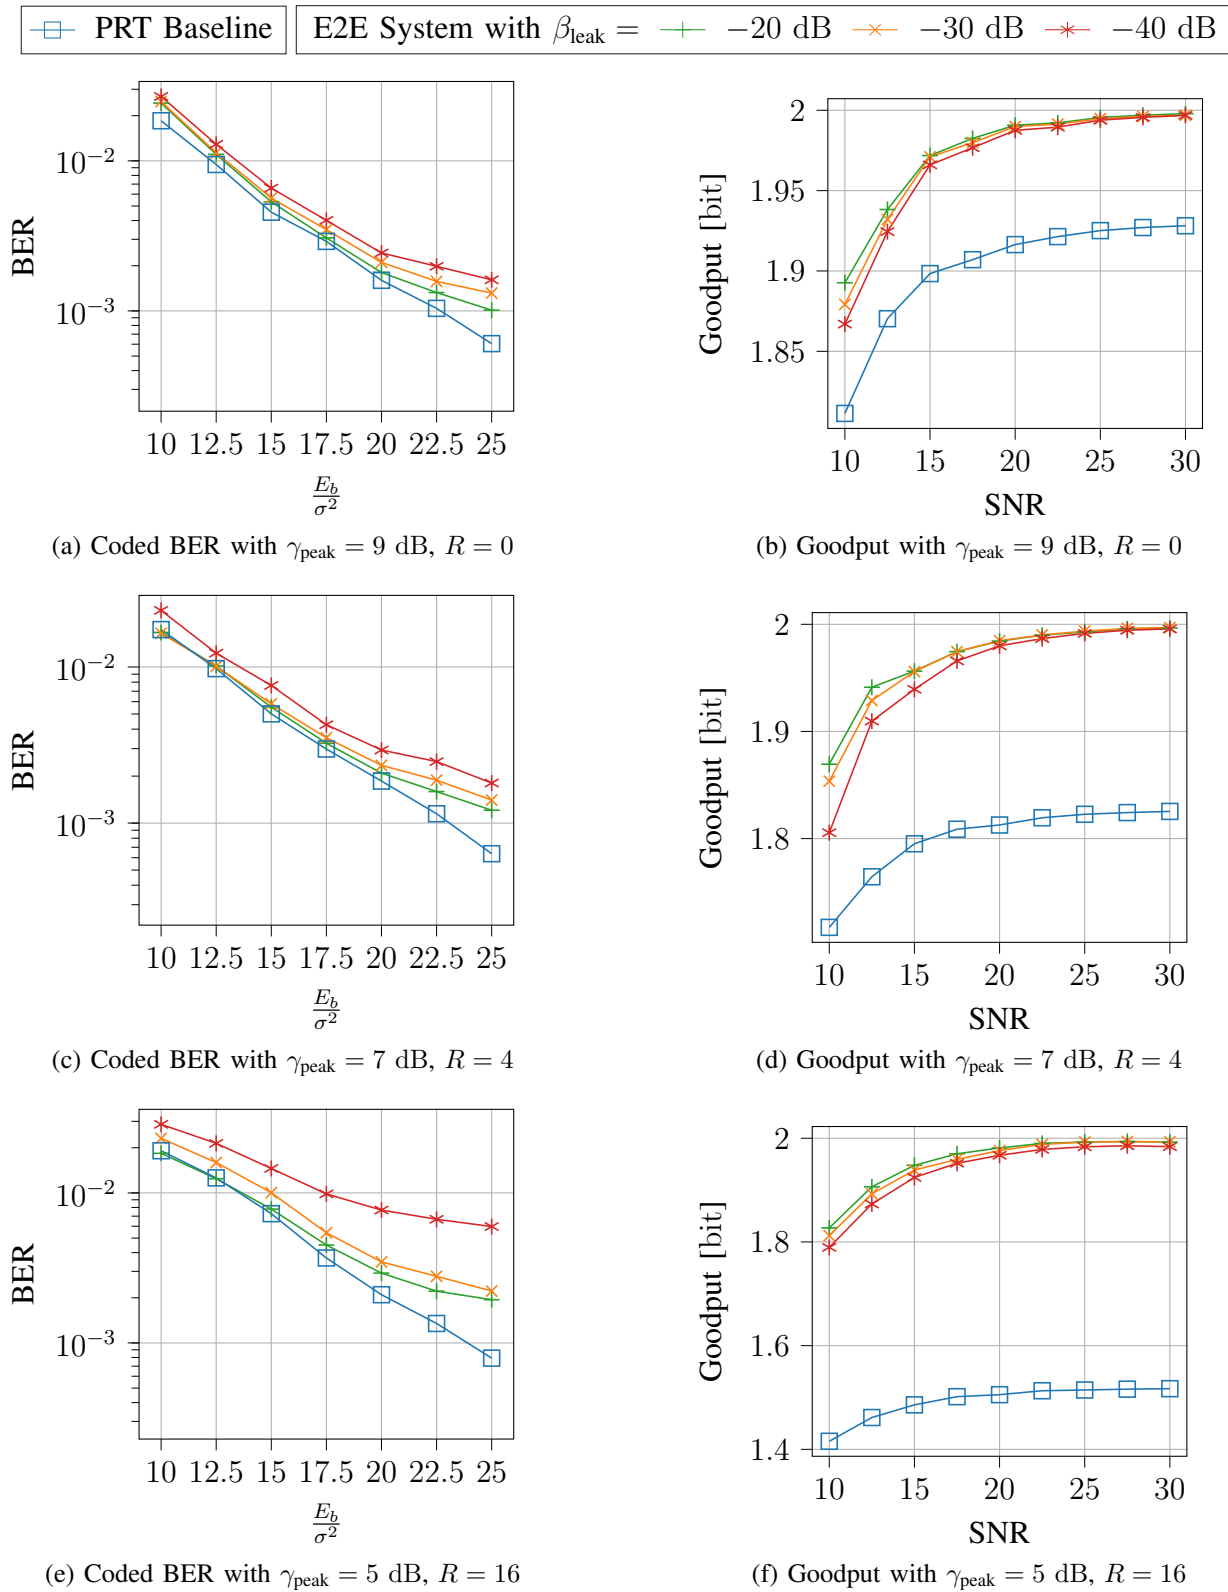 PRT Baseline E2E System with β_leak = −20 dB −30 dB −40 dB
10⁻²
10⁻³
BER
10 12.5 15 17.5 20 22.5 25
E_b/σ²
(a) Coded BER with γ_peak = 9 dB, R = 0
2
1.95
1.9
1.85
Goodput [bit]
10 15 20 25 30
SNR
(b) Goodput with γ_peak = 9 dB, R = 0
10⁻²
10⁻³
BER
10 12.5 15 17.5 20 22.5 25
E_b/σ²
(c) Coded BER with γ_peak = 7 dB, R = 4
2
1.9
1.8
Goodput [bit]
10 15 20 25 30
SNR
(d) Goodput with γ_peak = 7 dB, R = 4
10⁻²
10⁻³
BER
10 12.5 15 17.5 20 22.5 25
E_b/σ²
(e) Coded BER with γ_peak = 5 dB, R = 16
2
1.8
1.6
1.4
Goodput [bit]
10 15 20 25 30
SNR
(f) Goodput with γ_peak = 5 dB, R = 16